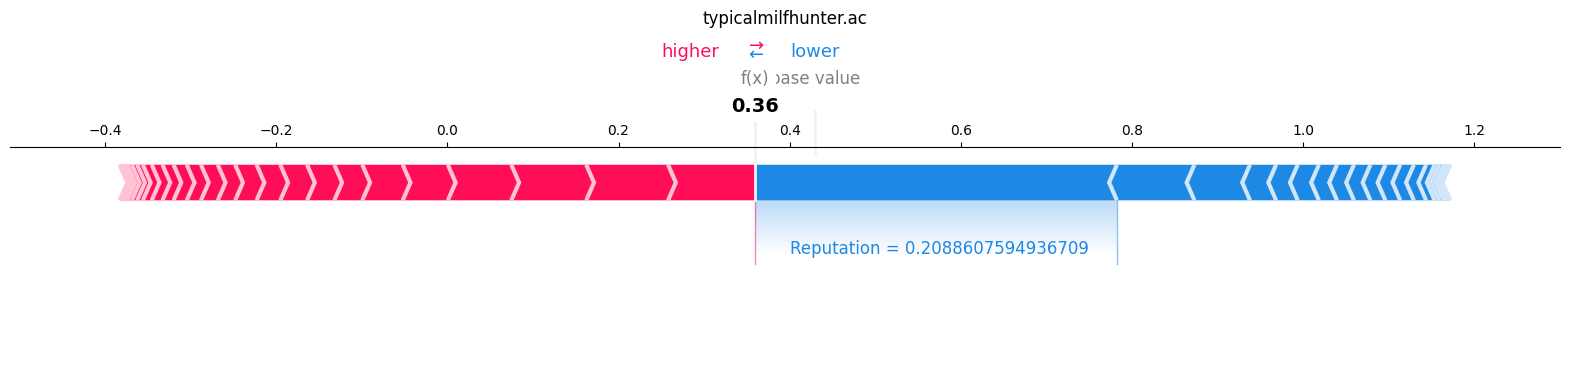 typicalmilfhunter.ac
higher ⇄ lower
f(x) base value
0.36
−0.4 −0.2 0.0 0.2 0.4 0.6 0.8 1.0 1.2
Reputation = 0.2088607594936709